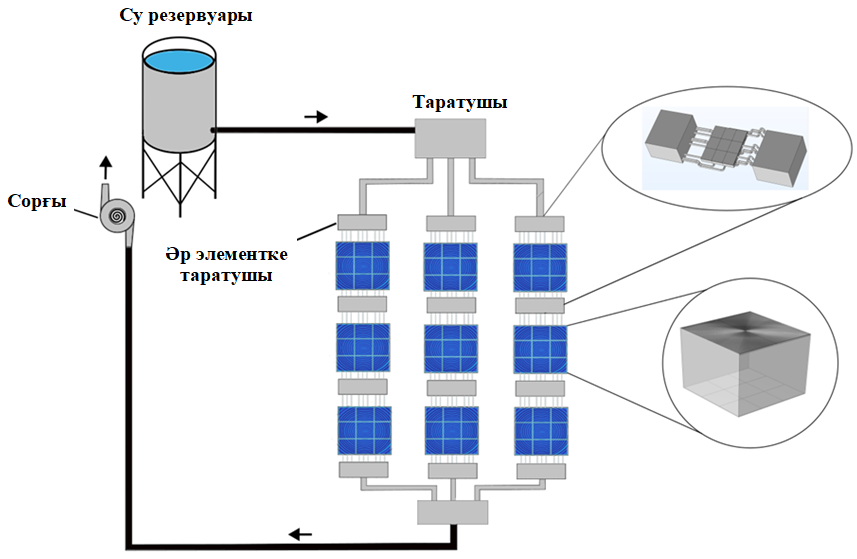 Су резервуары
Таратушы
Сорғы
Әр элементке
таратушы